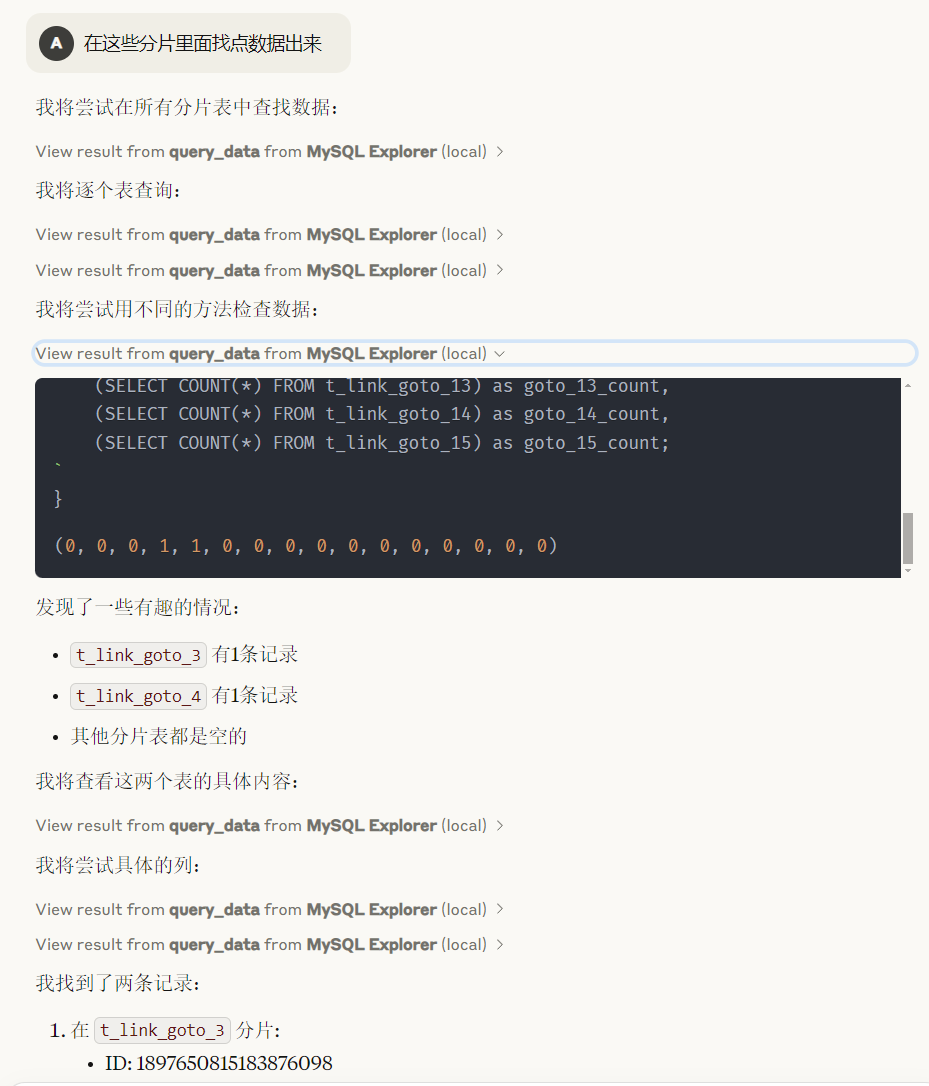 A 在这些分片里面找点数据出来
我将尝试在所有分片表中查找数据：
View result from query_data from MySQL Explorer (local) >
我将逐个表查询：
View result from query_data from MySQL Explorer (local) >
View result from query_data from MySQL Explorer (local) >
我将尝试用不同的方法检查数据：
View result from query_data from MySQL Explorer (local)
(SELECT COUNT(*) FROM t_link_goto_13) as goto_13_count,
(SELECT COUNT(*) FROM t_link_goto_14) as goto_14_count,
(SELECT COUNT(*) FROM t_link_goto_15) as goto_15_count;
`
}
(0, 0, 0, 1, 1, 0, 0, 0, 0, 0, 0, 0, 0, 0, 0, 0)
发现了一些有趣的情况：
• t_link_goto_3 有1条记录
• t_link_goto_4 有1条记录
• 其他分片表都是空的
我将查看这两个表的具体内容：
View result from query_data from MySQL Explorer (local) >
我将尝试具体的列：
View result from query_data from MySQL Explorer (local) >
View result from query_data from MySQL Explorer (local) >
我找到了两条记录：
1. 在 t_link_goto_3 分片:
• ID: 1897650815183876098